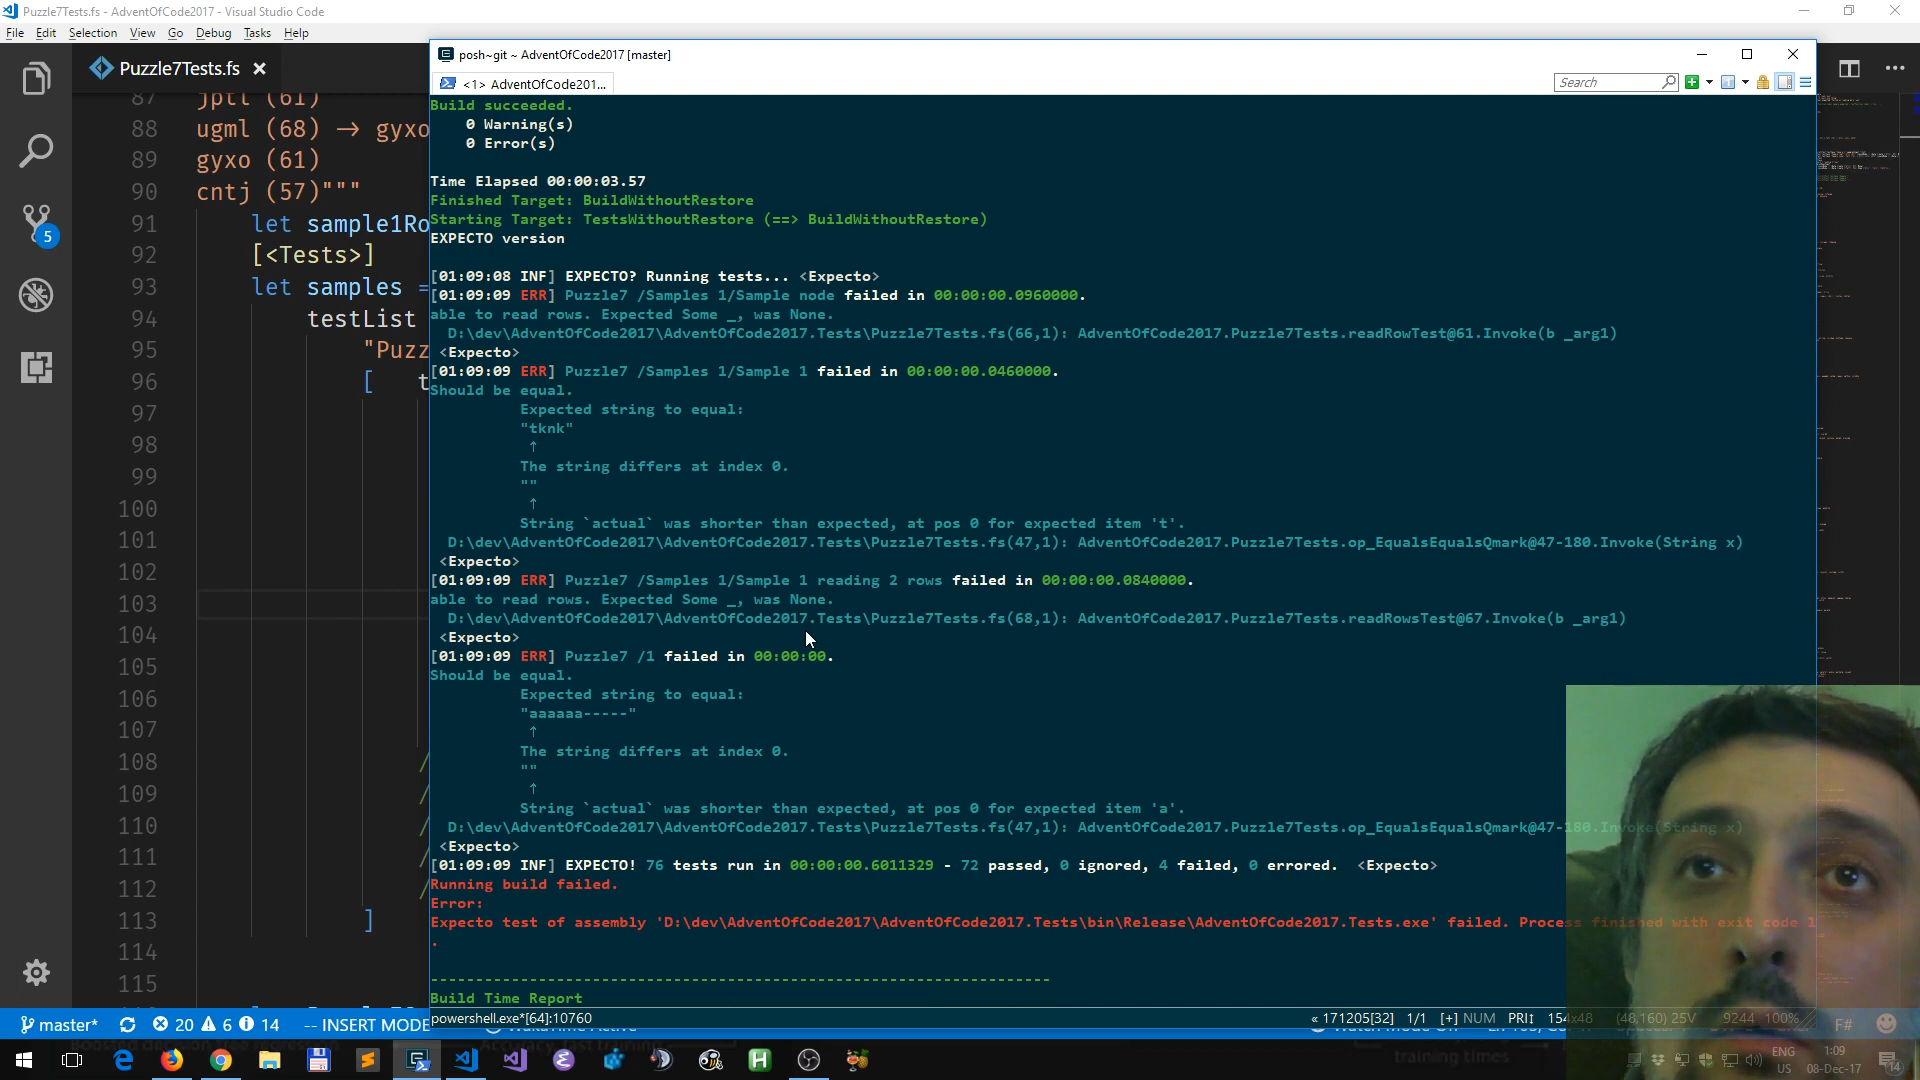 Puzzle7Tests.fs - AdventOfCode2017 - Visual Studio Code
File Edit Selection View Go Debug Tasks Help
Puzzle7Tests.fs
posh~git ~ AdventOfCode2017 [master]
<1> AdventOfCode201...
Search
87 jptl (61)
88 ugml (68) -> gyxo
89 gyxo (61)
90 cntj (57)"""
91 let sample1Ro
92 [<Tests>]
93 let samples =
94 testList
95 "Puzz
96 [ t
97
98
99
100
101
102
103
104
105
106
107
108 /
109 /
110 /
111 /
112 /
113 ]
114
115
Build succeeded.
0 Warning(s)
0 Error(s)
Time Elapsed 00:00:03.57
Finished Target: BuildWithoutRestore
Starting Target: TestsWithoutRestore (==> BuildWithoutRestore)
EXPECTO version
[01:09:08 INF] EXPECTO? Running tests... <Expecto>
[01:09:09 ERR] Puzzle7 /Samples 1/Sample node failed in 00:00:00.0960000.
able to read rows. Expected Some _, was None.
D:\dev\AdventOfCode2017\AdventOfCode2017.Tests\Puzzle7Tests.fs(66,1): AdventOfCode2017.Puzzle7Tests.readRowTest@61.Invoke(b _arg1)
<Expecto>
[01:09:09 ERR] Puzzle7 /Samples 1/Sample 1 failed in 00:00:00.0460000.
Should be equal.
Expected string to equal:
"tknk"
↑
The string differs at index 0.
""
↑
String `actual` was shorter than expected, at pos 0 for expected item 't'.
D:\dev\AdventOfCode2017\AdventOfCode2017.Tests\Puzzle7Tests.fs(47,1): AdventOfCode2017.Puzzle7Tests.op_EqualsEqualsQmark@47-180.Invoke(String x)
<Expecto>
[01:09:09 ERR] Puzzle7 /Samples 1/Sample 1 reading 2 rows failed in 00:00:00.0840000.
able to read rows. Expected Some _, was None.
D:\dev\AdventOfCode2017\AdventOfCode2017.Tests\Puzzle7Tests.fs(68,1): AdventOfCode2017.Puzzle7Tests.readRowsTest@67.Invoke(b _arg1)
<Expecto>
[01:09:09 ERR] Puzzle7 /1 failed in 00:00:00.
Should be equal.
Expected string to equal:
"aaaaaa-----"
↑
The string differs at index 0.
""
↑
String `actual` was shorter than expected, at pos 0 for expected item 'a'.
D:\dev\AdventOfCode2017\AdventOfCode2017.Tests\Puzzle7Tests.fs(47,1): AdventOfCode2017.Puzzle7Tests.op_EqualsEqualsQmark@47-180.Invoke(String x)
<Expecto>
[01:09:09 INF] EXPECTO! 76 tests run in 00:00:00.6011329 - 72 passed, 0 ignored, 4 failed, 0 errored. <Expecto>
Running build failed.
Error:
Expecto test of assembly 'D:\dev\AdventOfCode2017\AdventOfCode2017.Tests\bin\Release\AdventOfCode2017.Tests.exe' failed. Process finished with exit code 1
.
---------------------------------------------------------------------
Build Time Report
powershell.exe*[64]:10760 « 171205[32] 1/1 [+] NUM PRI↕ 154x48 (48,160) 25V 9244 100%
5
master* 20 6 14 -- INSERT MODE F#
training times
ENG
US
1:09
08-Dec-17
14